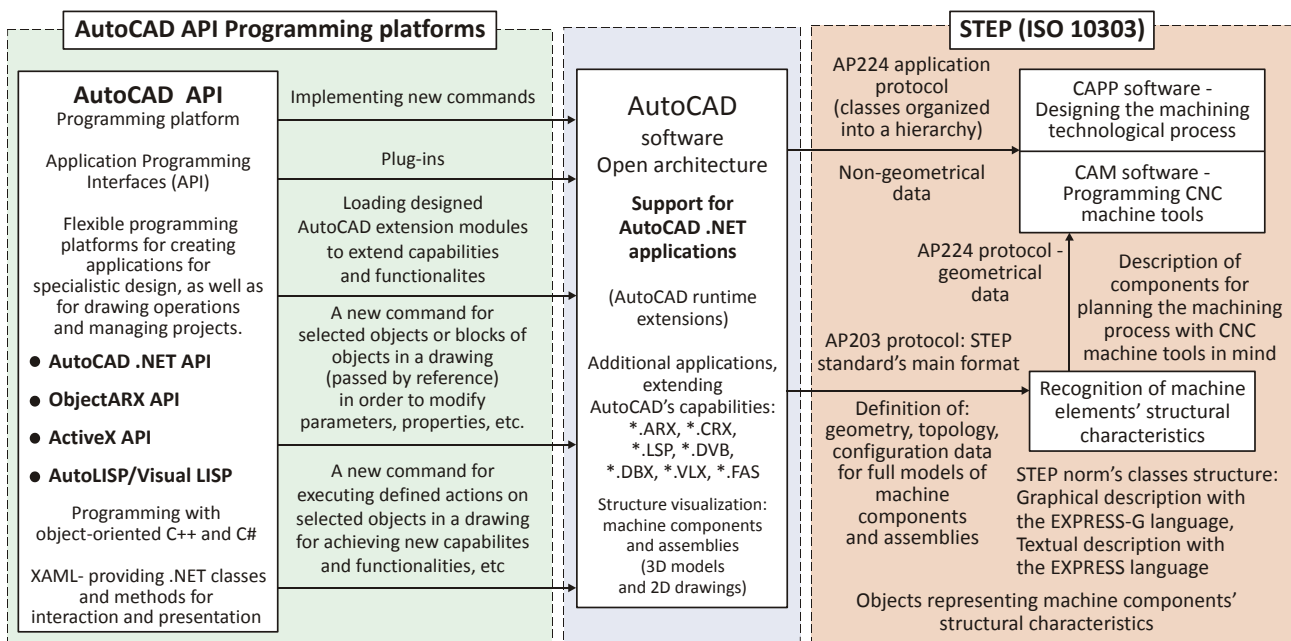 AutoCAD API Programming platforms
AutoCAD API
Programming platform
Application Programming
Interfaces (API)
Flexible programming
platforms for creating
applications for
specialistic design, as well as
for drawing operations
and managing projects.
● AutoCAD .NET API
● ObjectARX API
● ActiveX API
● AutoLISP/Visual LISP
Programming with
object-oriented C++ and C#
XAML- providing .NET classes
and methods for
interaction and presentation
Implementing new commands
Plug-ins
Loading designed
AutoCAD extension modules
to extend capabilities
and functionalites
A new command for
selected objects or blocks of
objects in a drawing
(passed by reference)
in order to modify
parameters, properties, etc.
A new command for
executing defined actions on
selected objects in a drawing
for achieving new capabilites
and functionalities, etc
AutoCAD
software
Open architecture
Support for
AutoCAD .NET
applications
(AutoCAD runtime
extensions)
Additional applications,
extending
AutoCAD's capabilities:
*.ARX, *.CRX,
*.LSP, *.DVB,
*.DBX, *.VLX, *.FAS
Structure visualization:
machine components
and assemblies
(3D models
and 2D drawings)
STEP (ISO 10303)
AP224 application
protocol
(classes organized
into a hierarchy)
Non-geometrical
data
CAPP software -
Designing the machining
technological process
CAM software -
Programming CNC
machine tools
AP224 protocol -
geometrical
data
Description of
components for
planning the machining
process with CNC
machine tools in mind
AP203 protocol: STEP
standard's main format
Recognition of machine
elements' structural
characteristics
Definition of:
geometry, topology,
configuration data
for full models of
machine
components
and assemblies
STEP norm's classes structure:
Graphical description with
the EXPRESS-G language,
Textual description with
the EXPRESS language
Objects representing machine components'
structural characteristics